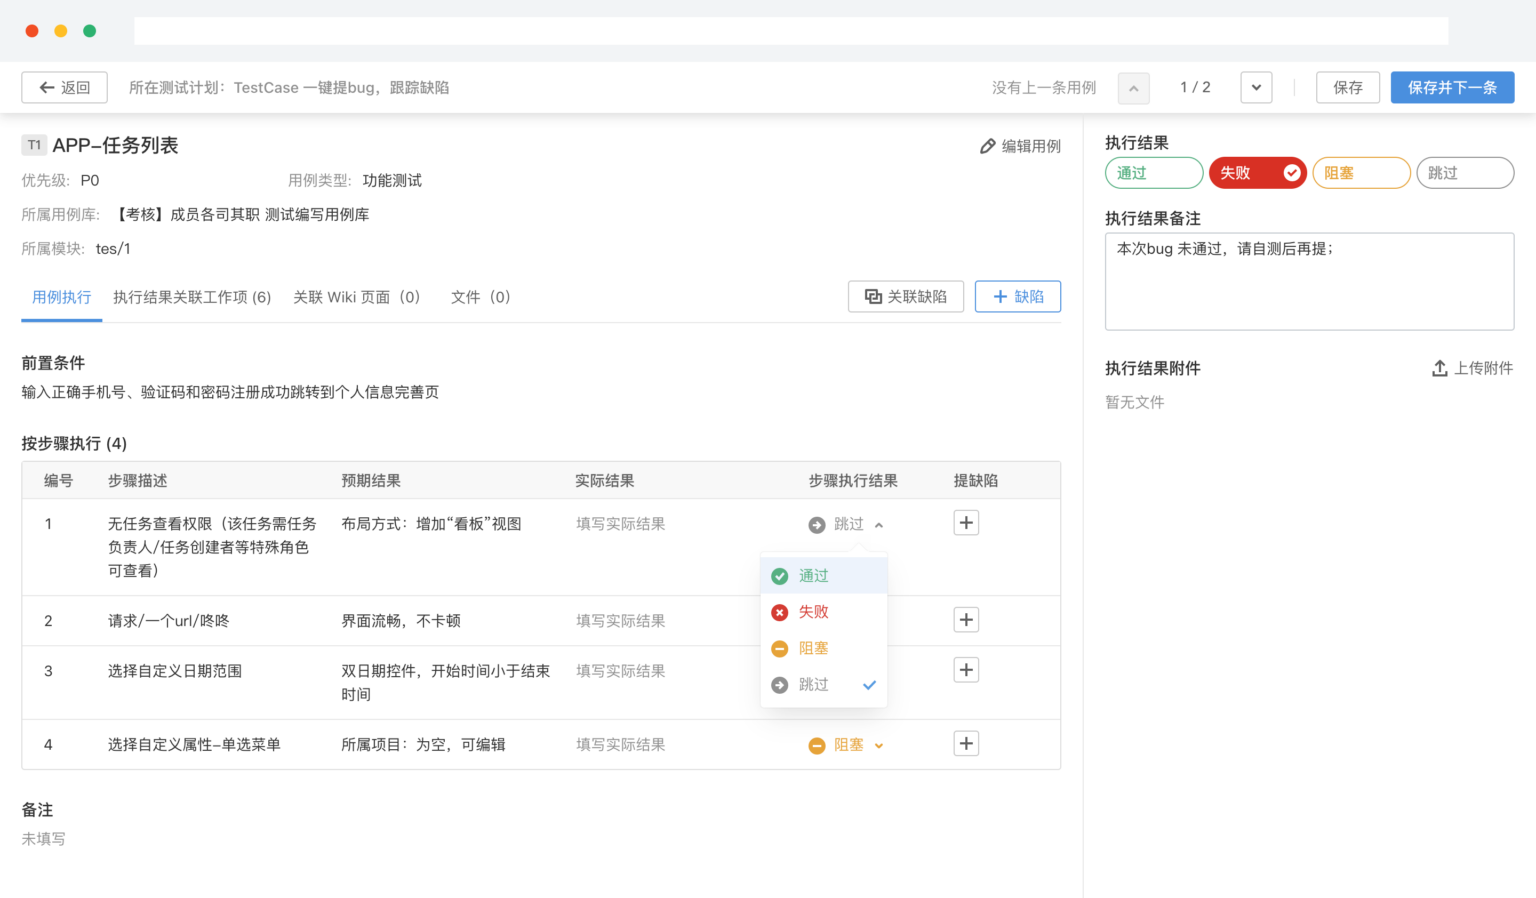 返回 所在测试计划：TestCase 一键提bug，跟踪缺陷 没有上一条用例 1 / 2 保存 保存并下一条
T1 APP-任务列表 编辑用例
优先级: P0 用例类型: 功能测试
所属用例库: 【考核】成员各司其职 测试编写用例库
所属模块: tes/1
用例执行 执行结果关联工作项 (6) 关联 Wiki 页面（0） 文件（0） 关联缺陷 缺陷
前置条件
输入正确手机号、验证码和密码注册成功跳转到个人信息完善页
按步骤执行 (4)
编号 步骤描述 预期结果 实际结果 步骤执行结果 提缺陷
1 无任务查看权限（该任务需任务 布局方式：增加“看板”视图 填写实际结果 跳过
负责人/任务创建者等特殊角色
可查看）
通过
失败
阻塞
跳过
2 请求/一个url/咚咚 界面流畅，不卡顿 填写实际结果
3 选择自定义日期范围 双日期控件，开始时间小于结束 填写实际结果
时间
4 选择自定义属性-单选菜单 所属项目：为空，可编辑 填写实际结果 阻塞
备注
未填写
执行结果
通过 失败 阻塞 跳过
执行结果备注
本次bug 未通过，请自测后再提；
执行结果附件 上传附件
暂无文件